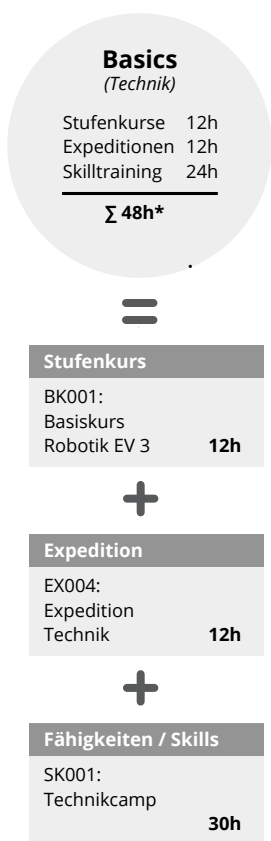 Basics
(Technik)
Stufenkurse 12h
Expeditionen 12h
Skilltraining 24h
∑ 48h*
.
=
Stufenkurs
BK001:
Basiskurs
Robotik EV 3 12h
+
Expedition
EX004:
Expedition
Technik 12h
+
Fähigkeiten / Skills
SK001:
Technikcamp
30h